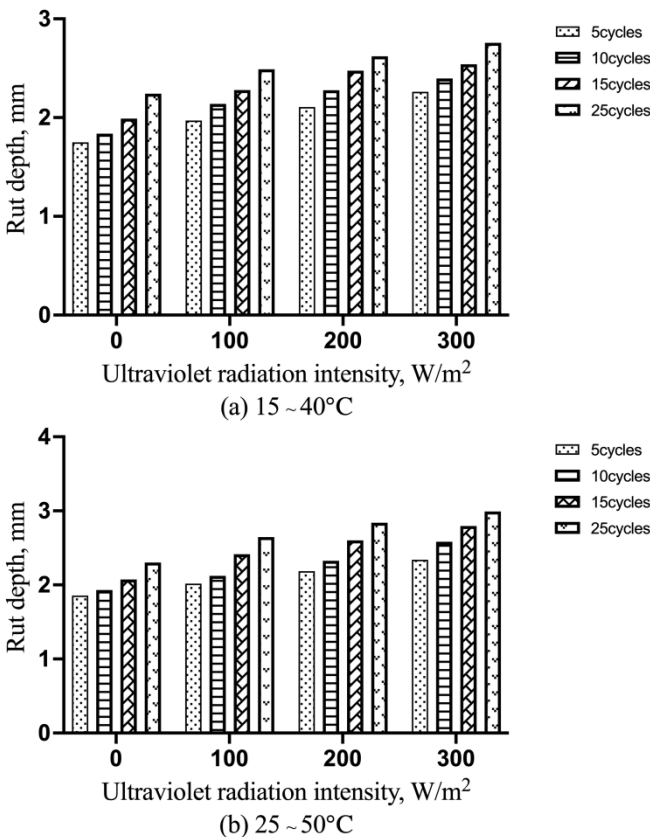 3
2
1
0
Rut depth, mm
0 100 200 300
Ultraviolet radiation intensity, W/m²
(a) 15 ~ 40°C
5cycles
10cycles
15cycles
25cycles
4
3
2
1
0
Rut depth, mm
0 100 200 300
Ultraviolet radiation intensity, W/m²
(b) 25 ~ 50°C
5cycles
10cycles
15cycles
25cycles